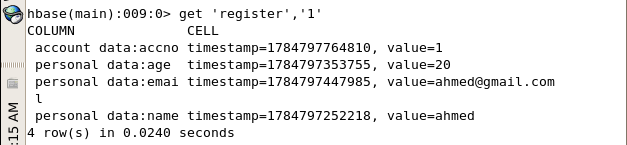 hbase(main):009:0> get 'register','1'
COLUMN               CELL
 account data:accno timestamp=1784797764810, value=1
 personal data:age  timestamp=1784797353755, value=20
 personal data:emai timestamp=1784797447985, value=ahmed@gmail.com
 l
 personal data:name timestamp=1784797252218, value=ahmed
4 row(s) in 0.0240 seconds
:15 AM